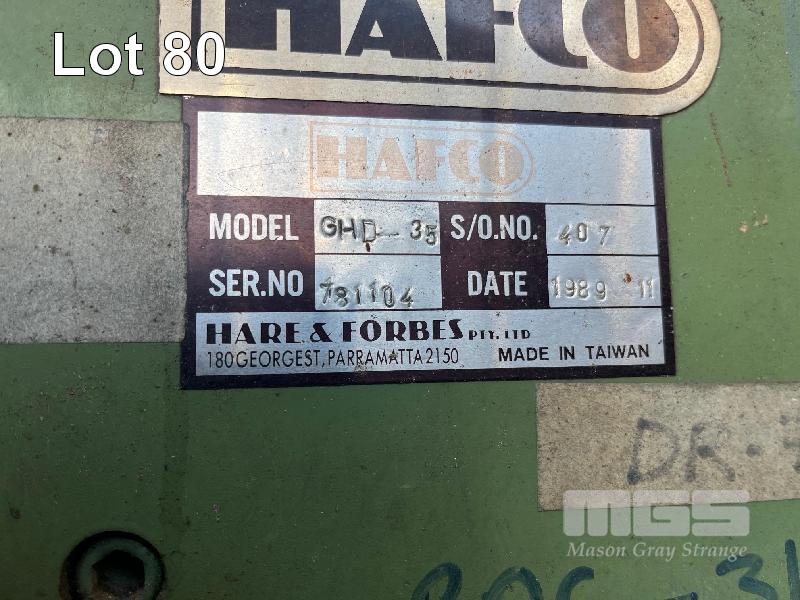 Lot 80
HAFCO
HAFCO
MODEL GHD-35 S/O.NO. 407
SER.NO 781104 DATE 1989 11
HARE & FORBES PTY. LTD
180 GEORGE ST, PARRAMATTA 2150 MADE IN TAIWAN
DR-
MGS
Mason Gray Strange